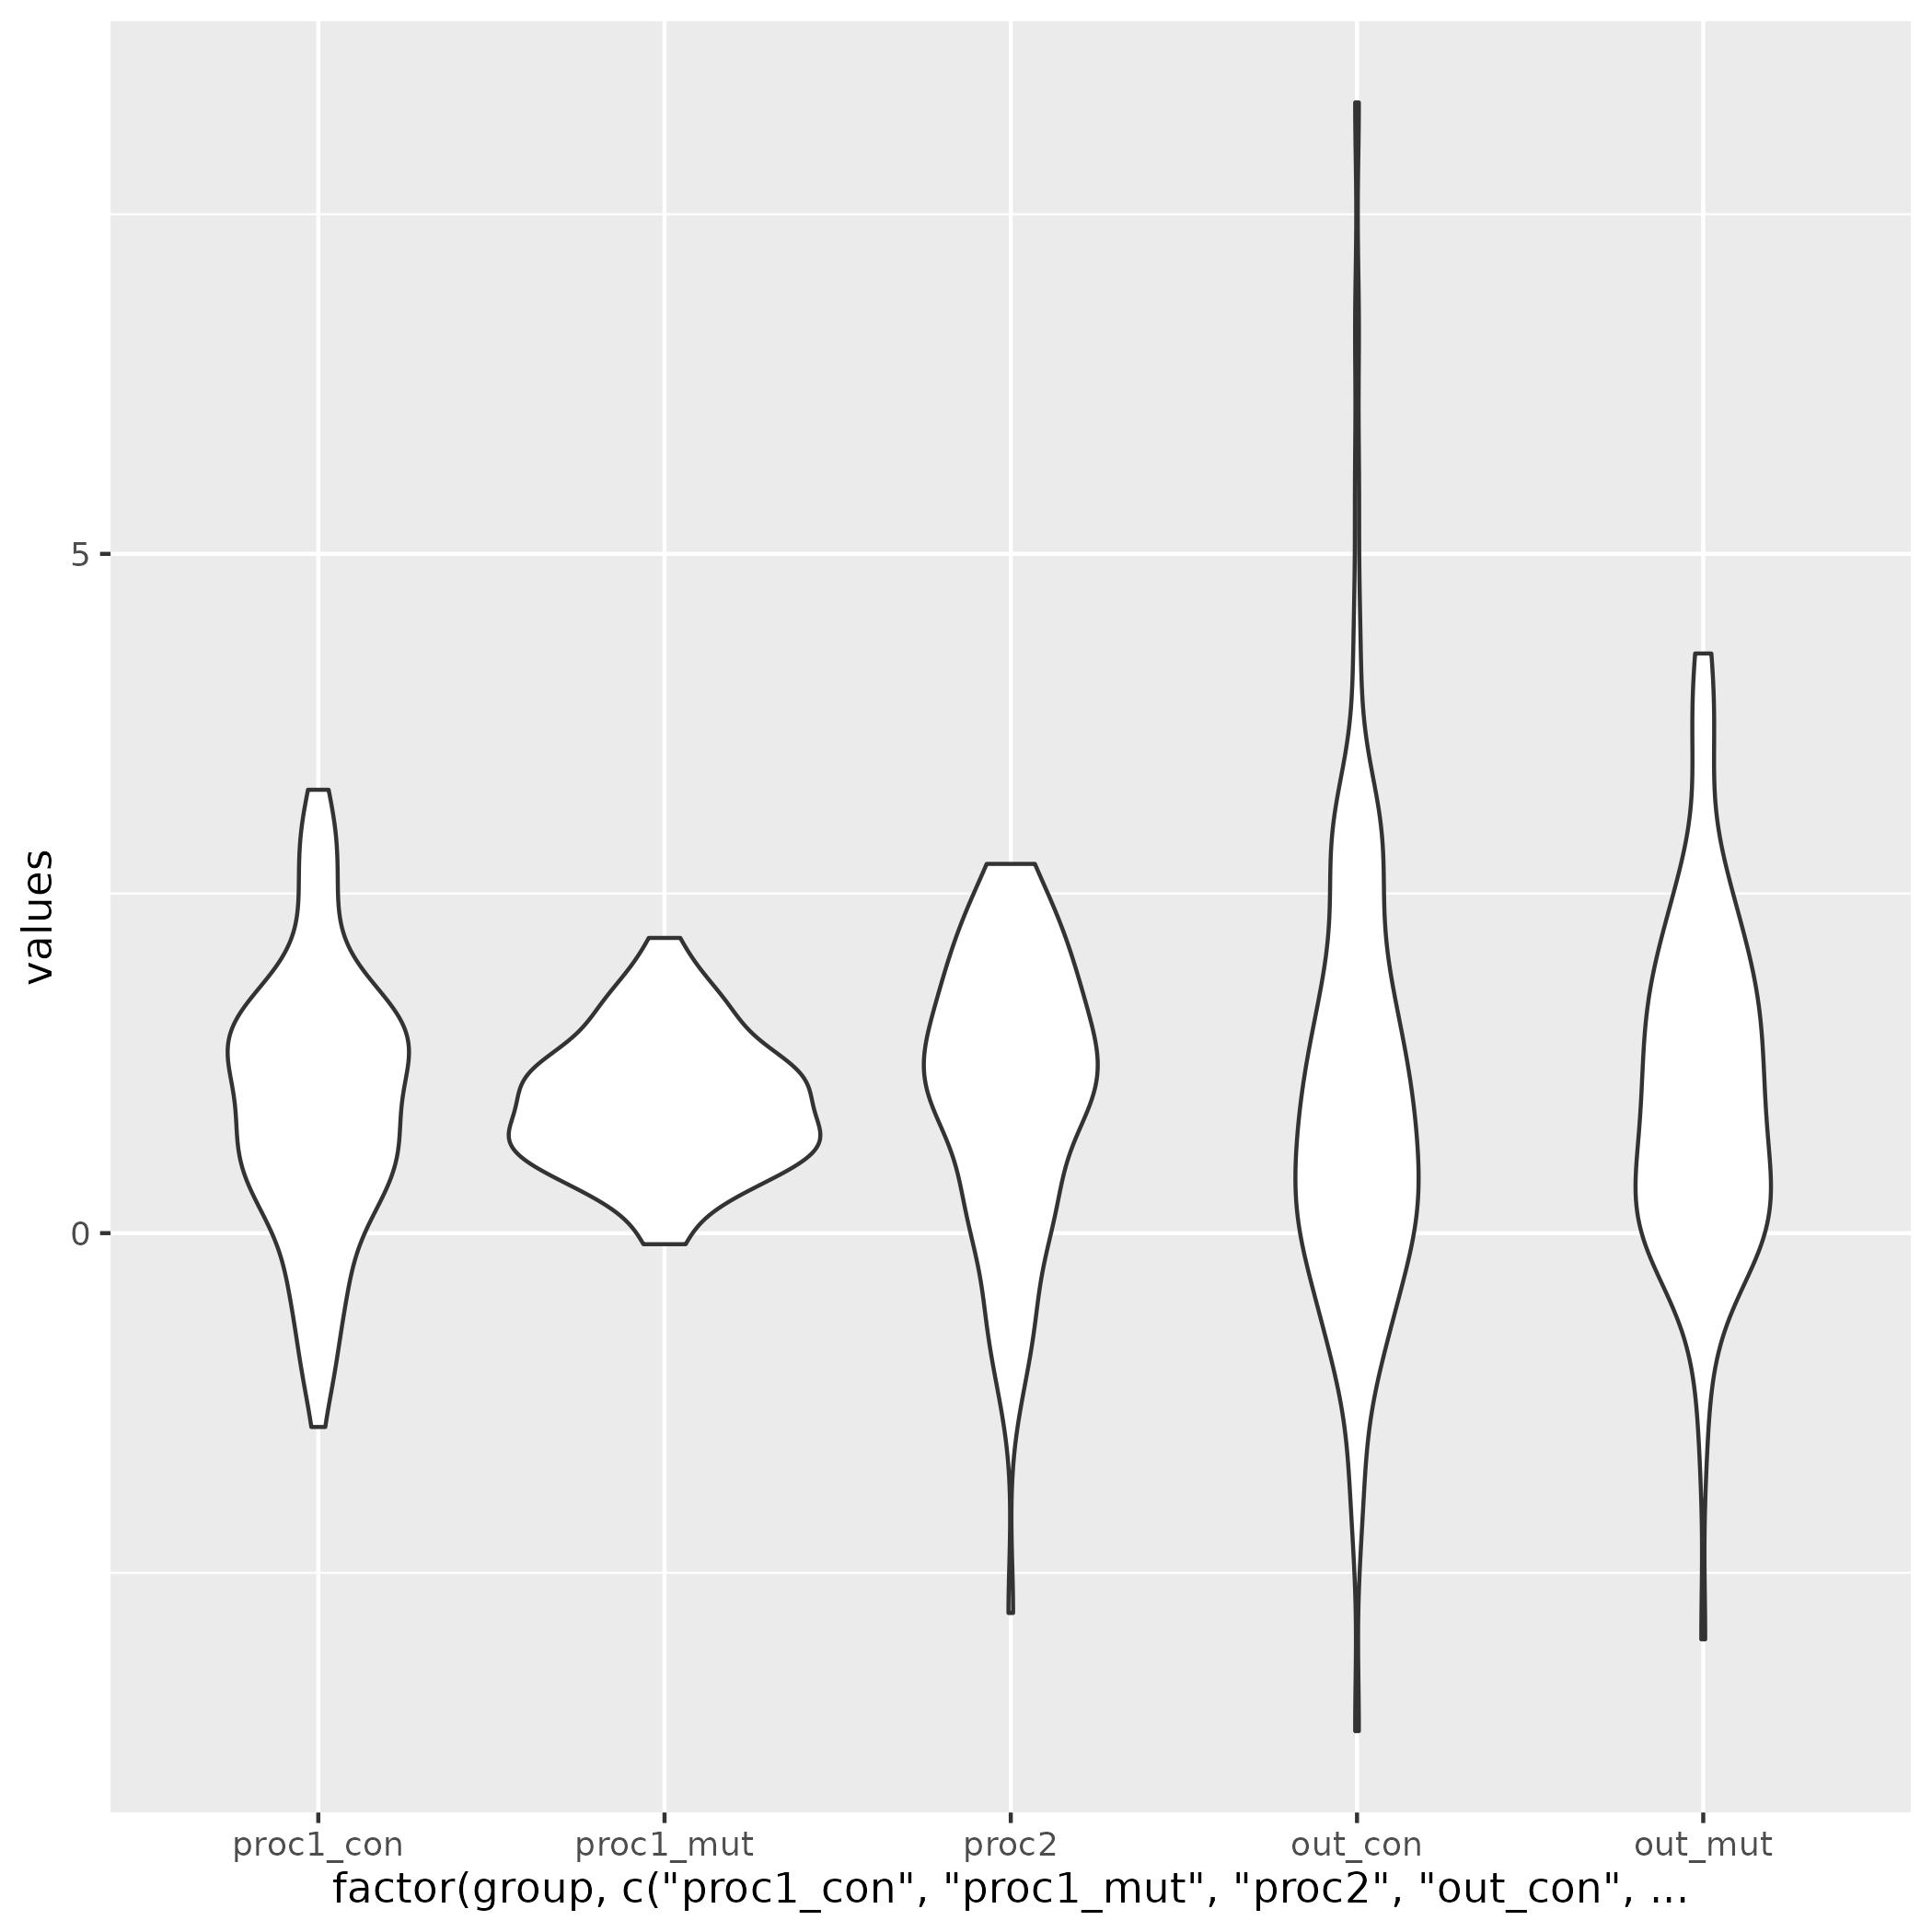 values
5
0
proc1_con proc1_mut proc2 out_con out_mut
factor(group, c("proc1_con", "proc1_mut", "proc2", "out_con", ...